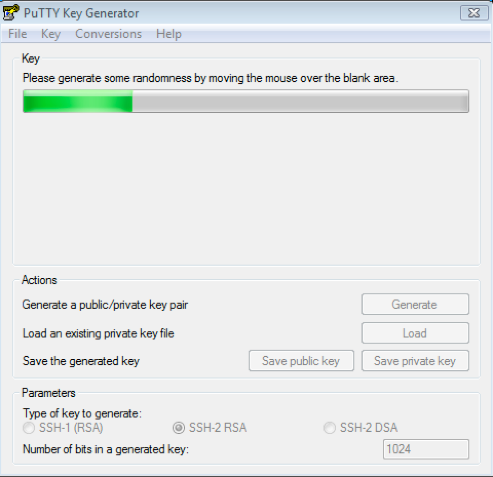 PuTTY Key Generator
File Key Conversions Help
Key
Please generate some randomness by moving the mouse over the blank area.
Actions
Generate a public/private key pair Generate
Load an existing private key file Load
Save the generated key Save public key Save private key
Parameters
Type of key to generate:
SSH-1 (RSA) SSH-2 RSA SSH-2 DSA
Number of bits in a generated key: 1024